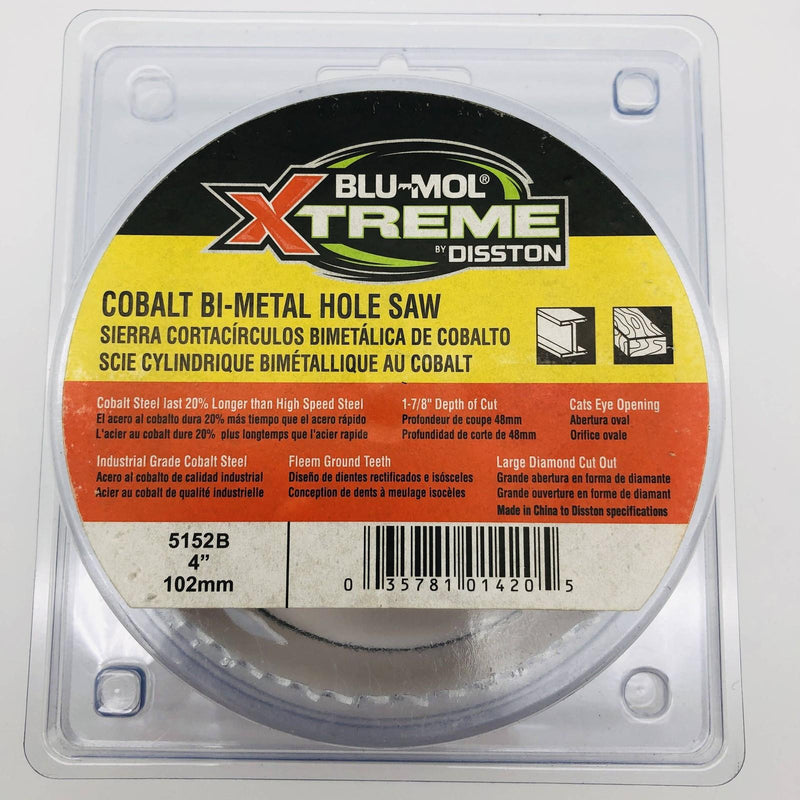 BLU-MOL®
XTREME
BY DISSTON
COBALT BI-METAL HOLE SAW
SIERRA CORTACÍRCULOS BIMETÁLICA DE COBALTO
SCIE CYLINDRIQUE BIMÉTALLIQUE AU COBALT
Cobalt Steel last 20% Longer than High Speed Steel
El acero al cobalto dura 20% más tiempo que el acero rápido
L'acier au cobalt dure 20% plus longtemps que l'acier rapide
1-7/8" Depth of Cut
Profondeur de coupe 48mm
Profundidad de corte de 48mm
Cats Eye Opening
Abertura oval
Orifice ovale
Industrial Grade Cobalt Steel
Acero al cobalto de calidad industrial
Acier au cobalt de qualité industrielle
Fleem Ground Teeth
Diseño de dientes rectificados e isósceles
Conception de dents à meulage isocèles
Large Diamond Cut Out
Grande abertura en forma de diamante
Grande ouverture en forme de diamant
Made in China to Disston specifications
5152B
4”
102mm
0 35781 01420 5